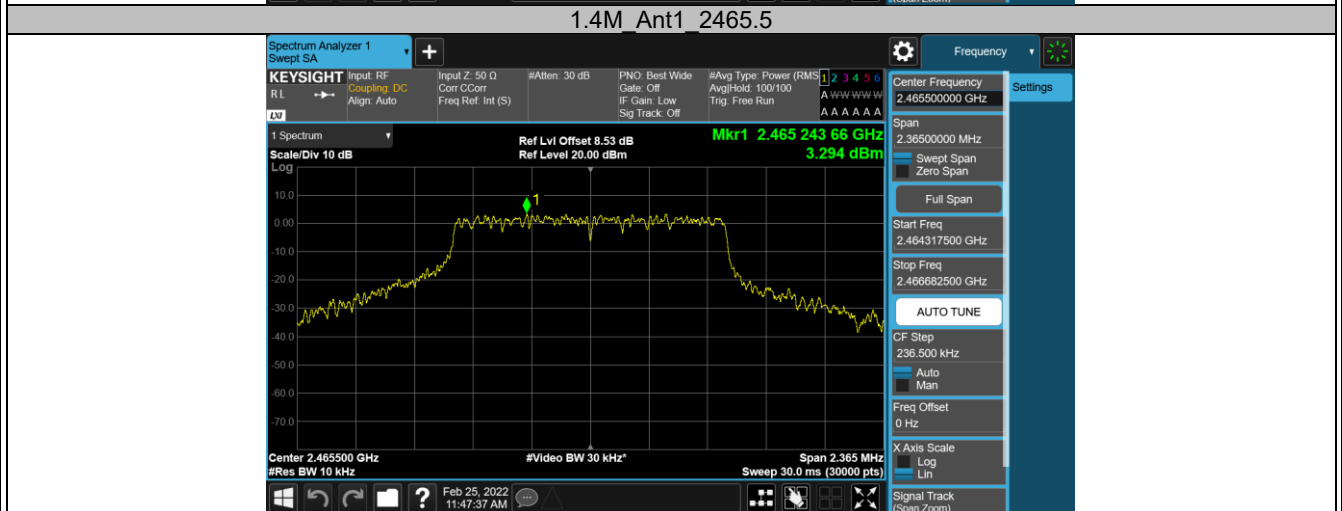 (Span Zoom)
1.4M_Ant1_2465.5
Spectrum Analyzer 1
Swept SA
+
Frequency
KEYSIGHT
RL
LXI
Input: RF
Coupling: DC
Align: Auto
Input Z: 50 Ω
Corr CCorr
Freq Ref: Int (S)
#Atten: 30 dB
PNO: Best Wide
Gate: Off
IF Gain: Low
Sig Track: Off
#Avg Type: Power (RMS
Avg|Hold: 100/100
Trig: Free Run
1 2 3 4 5 6
A W W W W W
A A A A A A
1 Spectrum
Scale/Div 10 dB
Ref Lvl Offset 8.53 dB
Ref Level 20.00 dBm
Mkr1 2.465 243 66 GHz
3.294 dBm
Log
10.0
0.00
-10.0
-20.0
-30.0
-40.0
-50.0
-60.0
-70.0
1
Center 2.465500 GHz
#Res BW 10 kHz
#Video BW 30 kHz*
Span 2.365 MHz
Sweep 30.0 ms (30000 pts)
?
Feb 25, 2022
11:47:37 AM
Center Frequency
2.465500000 GHz
Settings
Span
2.36500000 MHz
Swept Span
Zero Span
Full Span
Start Freq
2.464317500 GHz
Stop Freq
2.466682500 GHz
AUTO TUNE
CF Step
236.500 kHz
Auto
Man
Freq Offset
0 Hz
X Axis Scale
Log
Lin
Signal Track
(Span Zoom)